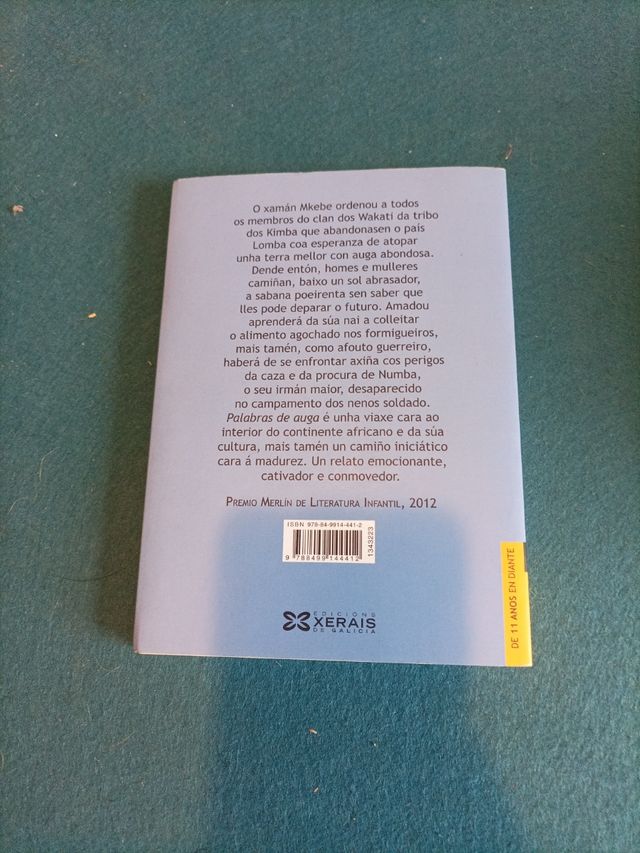 O xamán Mkebe ordenou a todos
os membros do clan dos Wakati da tribo
dos Kimba que abandonasen o país
Lomba coa esperanza de atopar
unha terra mellor con auga abondosa.
Dende entón, homes e mulleres
camiñan, baixo un sol abrasador,
a sabana poeirenta sen saber que
lles pode deparar o futuro. Amadou
aprenderá da súa nai a colleitar
o alimento agochado nos formigueiros,
mais tamén, como afouto guerreiro,
haberá de se enfrontar axiña cos perigos
da caza e da procura de Numba,
o seu irmán maior, desaparecido
no campamento dos nenos soldado.
Palabras de auga é unha viaxe cara ao
interior do continente africano e da súa
cultura, mais tamén un camiño iniciático
cara á madurez. Un relato emocionante,
cativador e conmovedor.
PREMIO MERLÍN DE LITERATURA INFANTIL, 2012
ISBN 978-84-9914-441-2
9 788499 144412
1343223
EDICIÓNS
XERAIS
DE GALICIA
DE 11 ANOS EN DIANTE